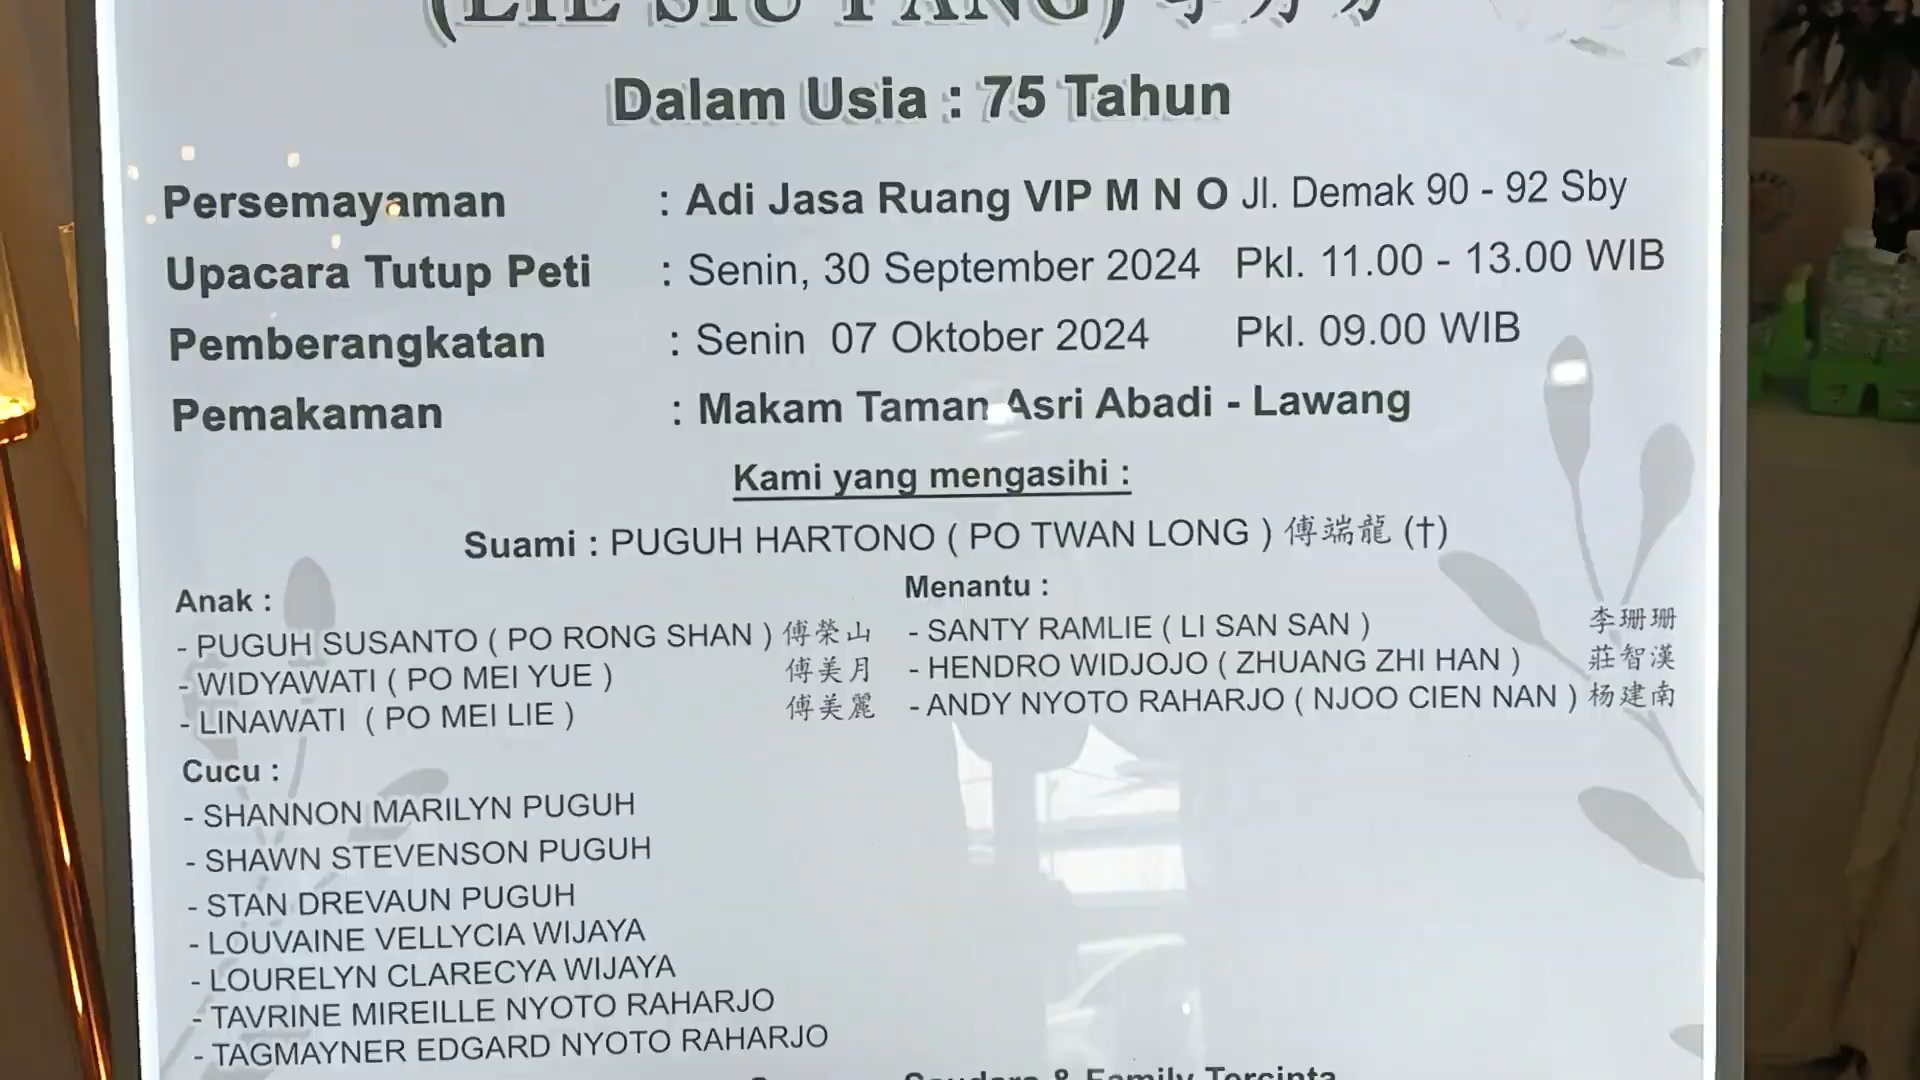 (LIE SIU FANG)
Dalam Usia : 75 Tahun
Persemayaman : Adi Jasa Ruang VIP M N O Jl. Demak 90 - 92 Sby
Upacara Tutup Peti : Senin, 30 September 2024 Pkl. 11.00 - 13.00 WIB
Pemberangkatan : Senin 07 Oktober 2024 Pkl. 09.00 WIB
Pemakaman : Makam Taman Asri Abadi - Lawang
Kami yang mengasihi :
Suami : PUGUH HARTONO ( PO TWAN LONG ) 傅端龍 (†)
Anak :
- PUGUH SUSANTO ( PO RONG SHAN ) 傅榮山
- WIDYAWATI ( PO MEI YUE ) 傅美月
- LINAWATI ( PO MEI LIE ) 傅美麗
Menantu :
- SANTY RAMLIE ( LI SAN SAN ) 李珊珊
- HENDRO WIDJOJO ( ZHUANG ZHI HAN ) 莊智漢
- ANDY NYOTO RAHARJO ( NJOO CIEN NAN ) 杨建南
Cucu :
- SHANNON MARILYN PUGUH
- SHAWN STEVENSON PUGUH
- STAN DREVAUN PUGUH
- LOUVAINE VELLYCIA WIJAYA
- LOURELYN CLARECYA WIJAYA
- TAVRINE MIREILLE NYOTO RAHARJO
- TAGMAYNER EDGARD NYOTO RAHARJO
Saudara & Family Tercinta